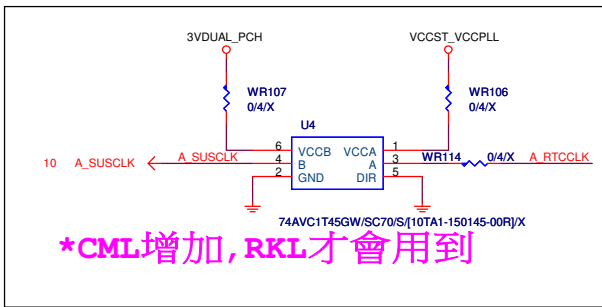 3VDUAL_PCH VCCST_VCCPLL
WR107 WR106
0/4/X 0/4/X
U4
6 VCCB VCCA 1
10 A_SUSCLK A_SUSCLK 4 B A 3 WR114 0/4/X A_RTCCLK
2 GND DIR 5
74AVC1T45GW/SC70/S/[10TA1-150145-00R]/X
*CML增加,RKL才會用到